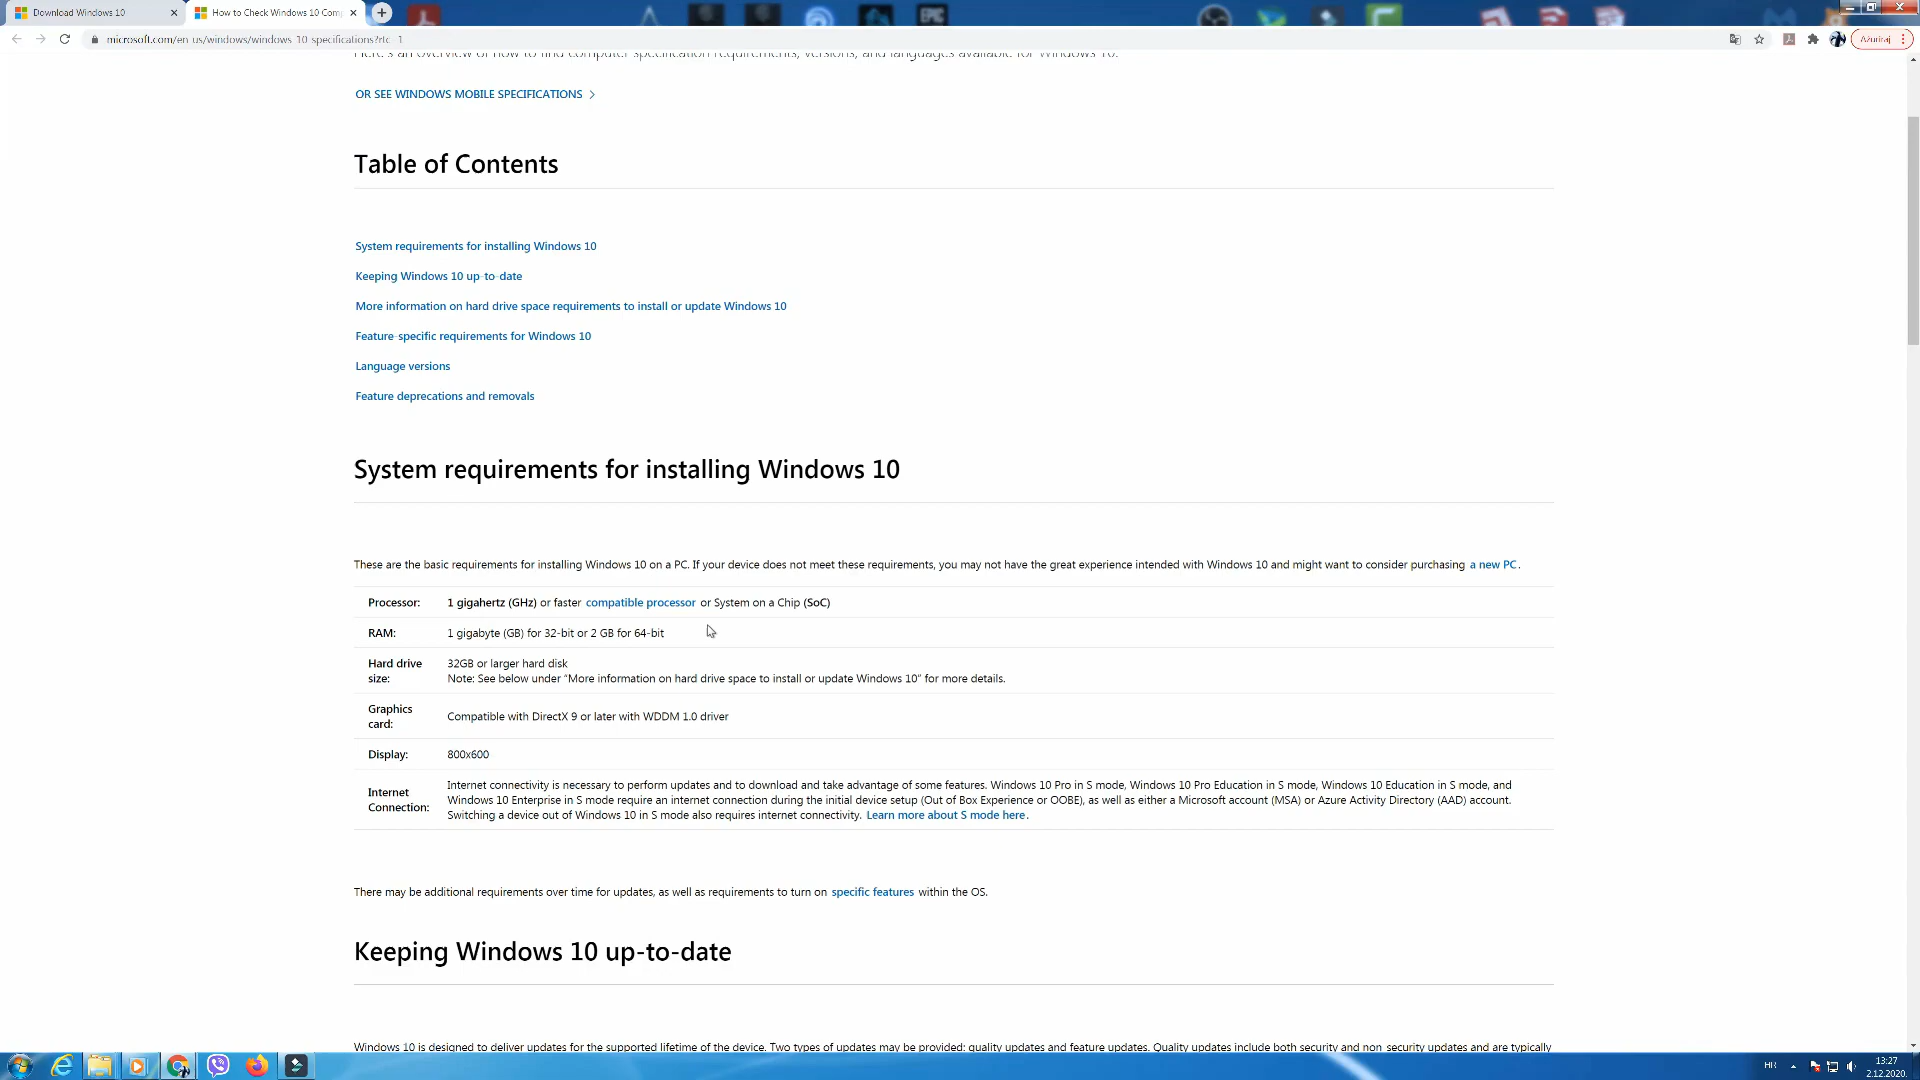 Download Windows 10
How to Check Windows 10 Comp
microsoft.com/en-us/windows/windows-10-specifications?rtc=1
Ažuriraj
Here's an overview of how to find computer specification requirements, versions, and languages available for Windows 10.
OR SEE WINDOWS MOBILE SPECIFICATIONS
Table of Contents
System requirements for installing Windows 10
Keeping Windows 10 up-to-date
More information on hard drive space requirements to install or update Windows 10
Feature-specific requirements for Windows 10
Language versions
Feature deprecations and removals
System requirements for installing Windows 10
These are the basic requirements for installing Windows 10 on a PC. If your device does not meet these requirements, you may not have the great experience intended with Windows 10 and might want to consider purchasing a new PC.
Processor: 1 gigahertz (GHz) or faster compatible processor or System on a Chip (SoC)
RAM: 1 gigabyte (GB) for 32-bit or 2 GB for 64-bit
Hard drive size: 32GB or larger hard disk
Note: See below under “More information on hard drive space to install or update Windows 10” for more details.
Graphics card: Compatible with DirectX 9 or later with WDDM 1.0 driver
Display: 800x600
Internet Connection: Internet connectivity is necessary to perform updates and to download and take advantage of some features. Windows 10 Pro in S mode, Windows 10 Pro Education in S mode, Windows 10 Education in S mode, and
Windows 10 Enterprise in S mode require an internet connection during the initial device setup (Out of Box Experience or OOBE), as well as either a Microsoft account (MSA) or Azure Activity Directory (AAD) account.
Switching a device out of Windows 10 in S mode also requires internet connectivity. Learn more about S mode here.
There may be additional requirements over time for updates, as well as requirements to turn on specific features within the OS.
Keeping Windows 10 up-to-date
Windows 10 is designed to deliver updates for the supported lifetime of the device. Two types of updates may be provided: quality updates and feature updates. Quality updates include both security and non-security updates and are typically
HR
13:27
2.12.2020.